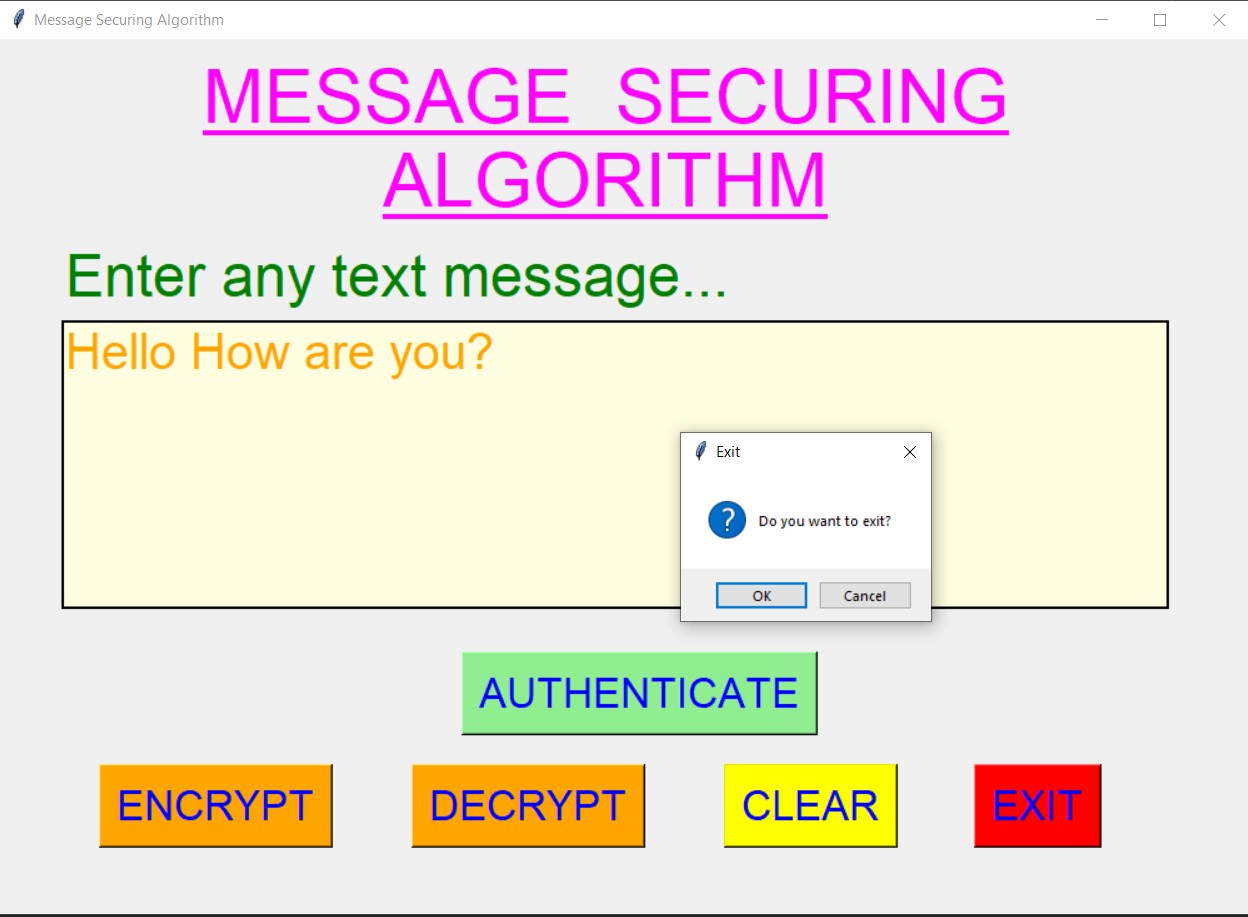 Message Securing Algorithm
MESSAGE SECURING
ALGORITHM
Enter any text message...
Hello How are you?
Exit
Do you want to exit?
OK Cancel
AUTHENTICATE
ENCRYPT DECRYPT CLEAR EXIT